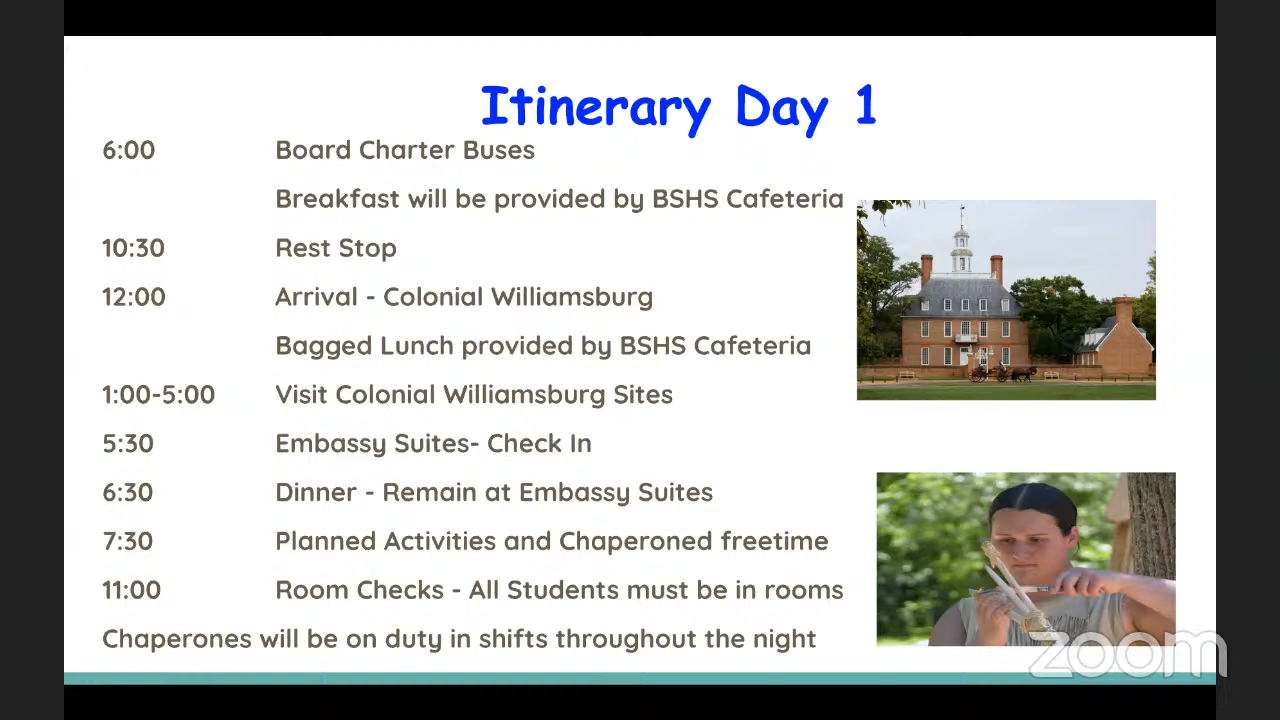 Itinerary Day 1
6:00 Board Charter Buses
Breakfast will be provided by BSHS Cafeteria
10:30 Rest Stop
12:00 Arrival - Colonial Williamsburg
Bagged Lunch provided by BSHS Cafeteria
1:00-5:00 Visit Colonial Williamsburg Sites
5:30 Embassy Suites- Check In
6:30 Dinner - Remain at Embassy Suites
7:30 Planned Activities and Chaperoned freetime
11:00 Room Checks - All Students must be in rooms
Chaperones will be on duty in shifts throughout the night
zoom